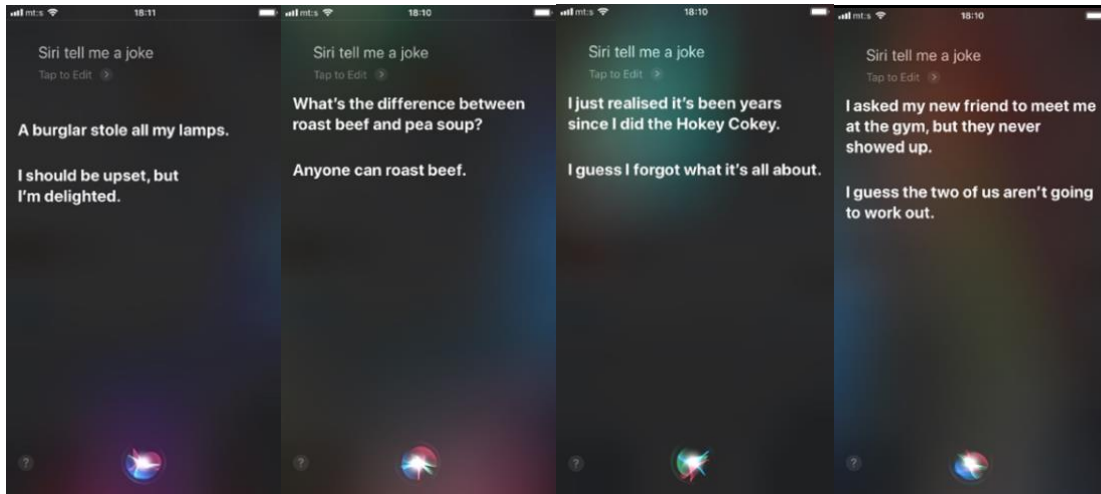 mt:s 18:11
Siri tell me a joke
Tap to Edit
A burglar stole all my lamps.
I should be upset, but
I'm delighted.
?
mt:s 18:10
Siri tell me a joke
Tap to Edit
What's the difference between
roast beef and pea soup?
Anyone can roast beef.
?
mt:s 18:10
Siri tell me a joke
Tap to Edit
I just realised it's been years
since I did the Hokey Cokey.
I guess I forgot what it's all about.
?
mt:s 18:10
Siri tell me a joke
Tap to Edit
I asked my new friend to meet me
at the gym, but they never
showed up.
I guess the two of us aren't going
to work out.
?